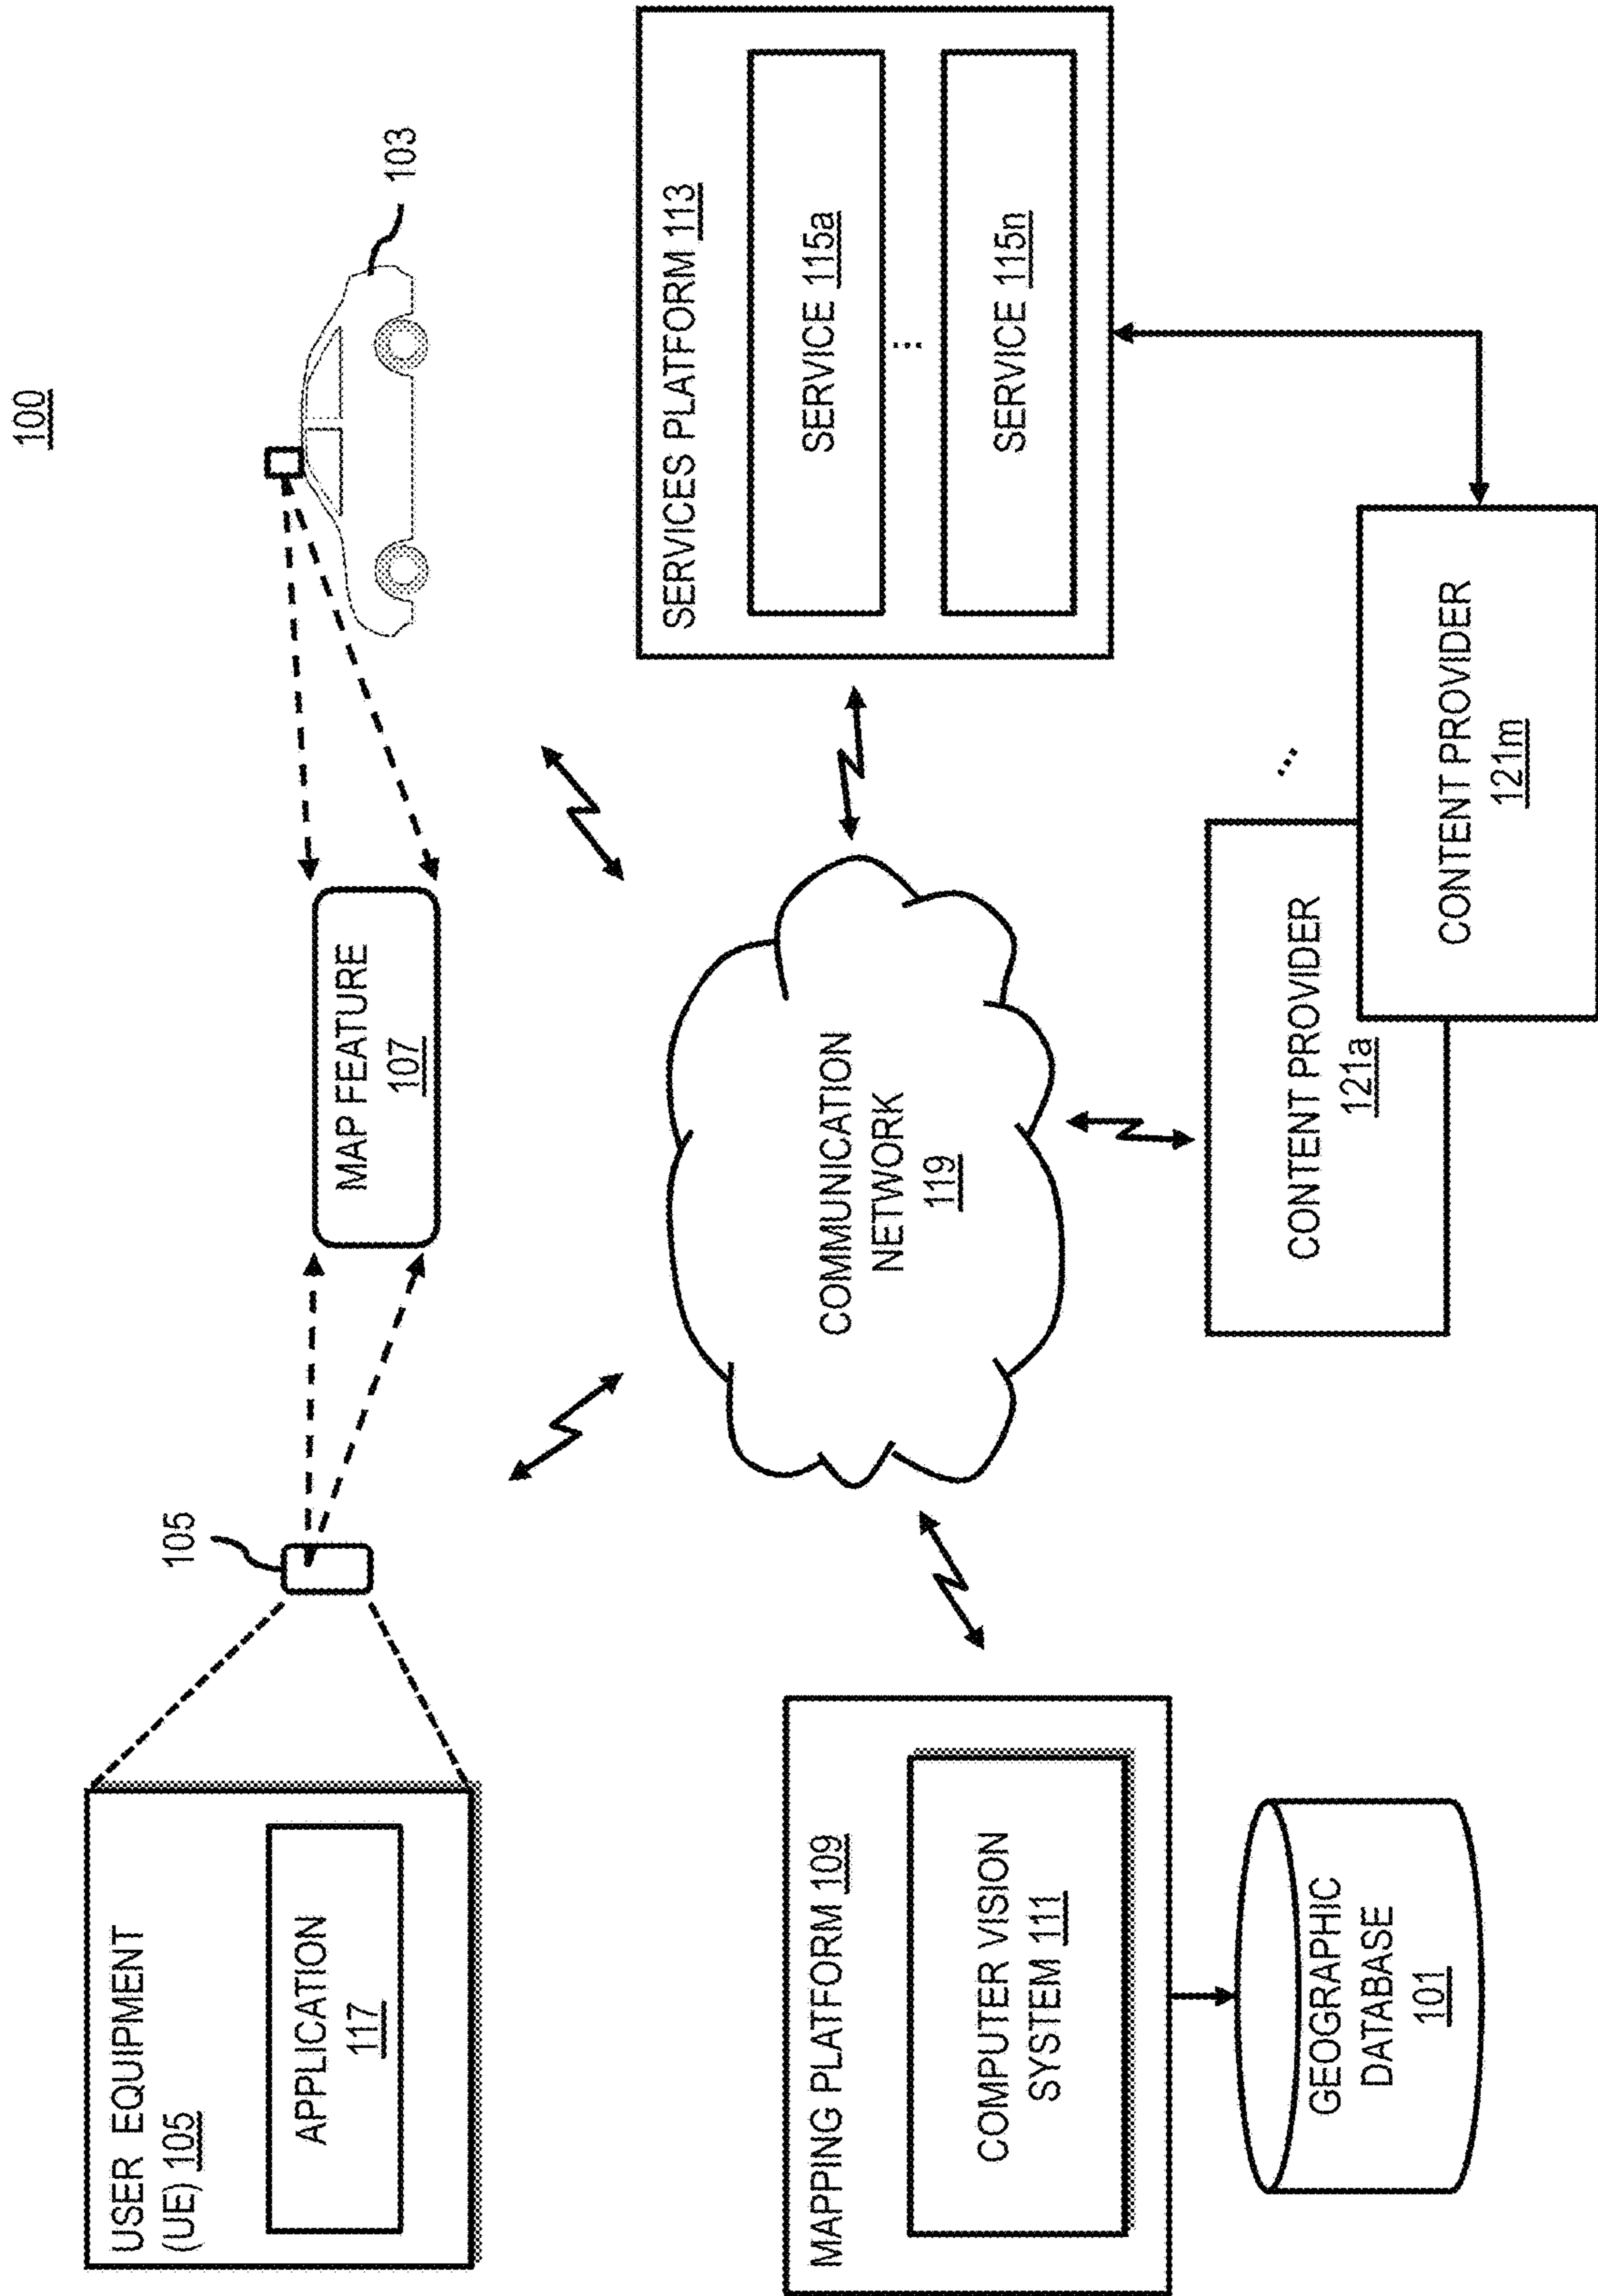 100
USER EQUIPMENT
(UE) 105
APPLICATION
117
105
MAP FEATURE
107
103
MAPPING PLATFORM 109
COMPUTER VISION
SYSTEM 111
GEOGRAPHIC
DATABASE
101
COMMUNICATION
NETWORK
119
SERVICES PLATFORM 113
SERVICE 115a
...
SERVICE 115n
CONTENT PROVIDER
121a
...
CONTENT PROVIDER
121m